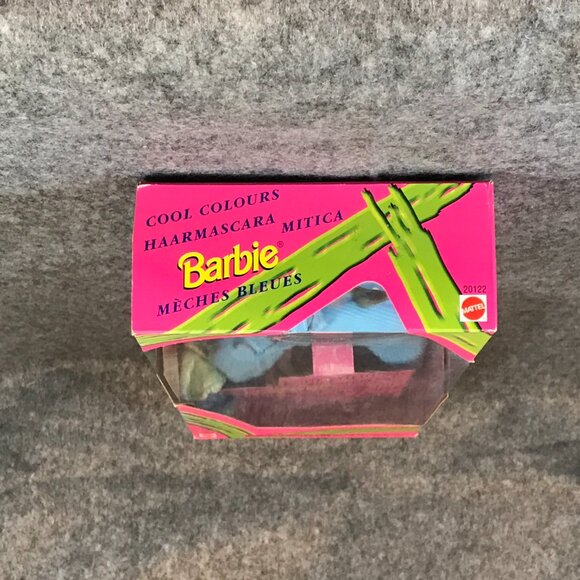 COOL COLOURS
HAARMASCARA MITICA
Barbie®
MÈCHES BLEUES
20122
MATTEL